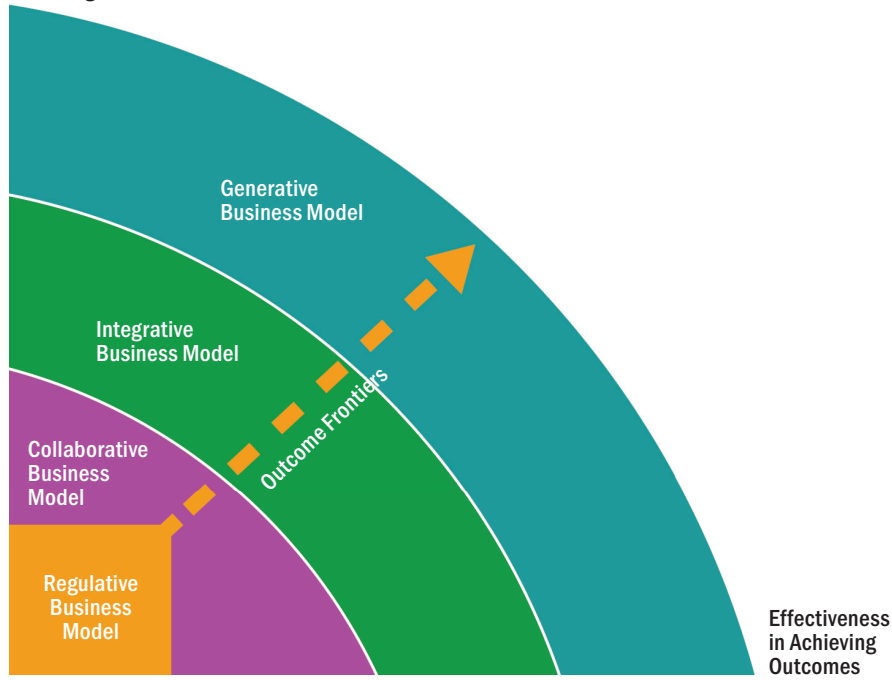 Generative
Business Model
Integrative
Business Model
Outcome Frontiers
Collaborative
Business
Model
Regulative
Business
Model
Effectiveness
in Achieving
Outcomes